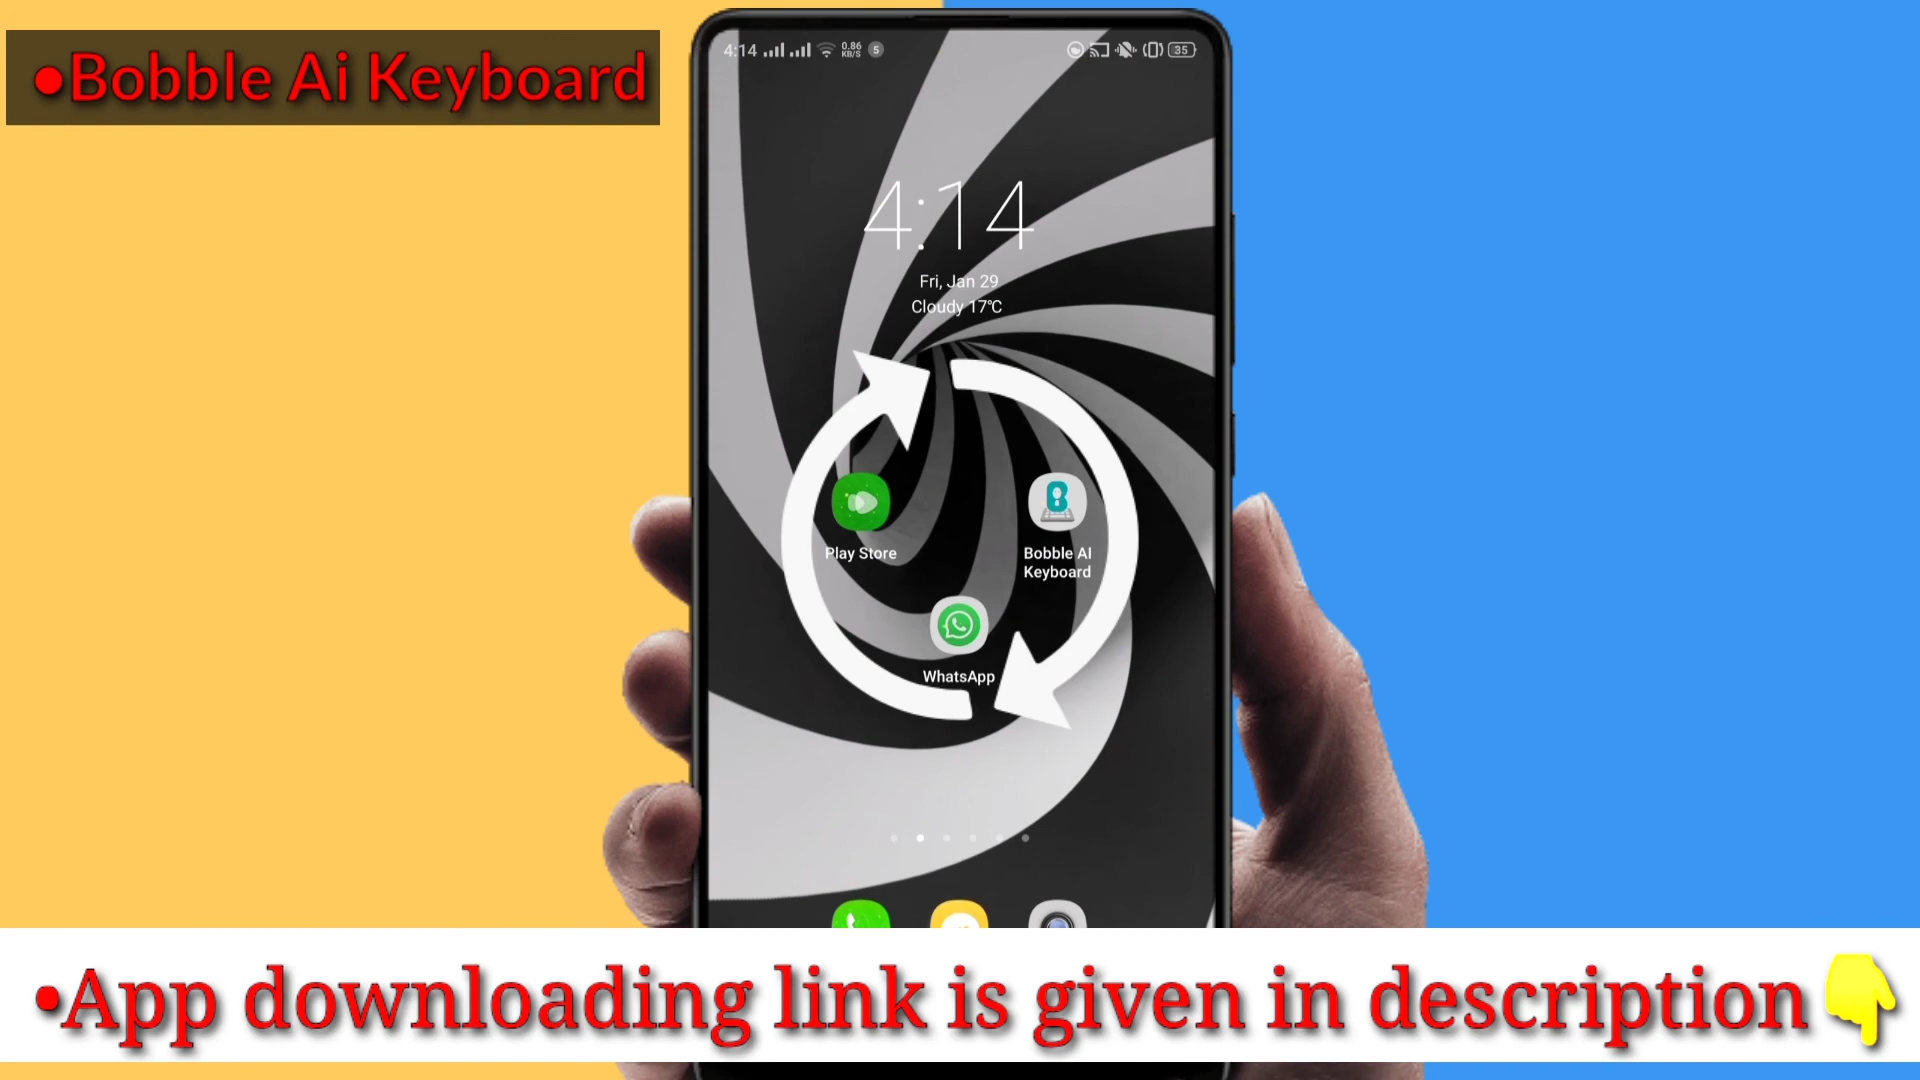 •Bobble Ai Keyboard
4:14
0.86
KB/S
5
35
4:14
Fri, Jan 29
Cloudy 17℃
Play Store
Bobble AI
Keyboard
WhatsApp
•App downloading link is given in description👇